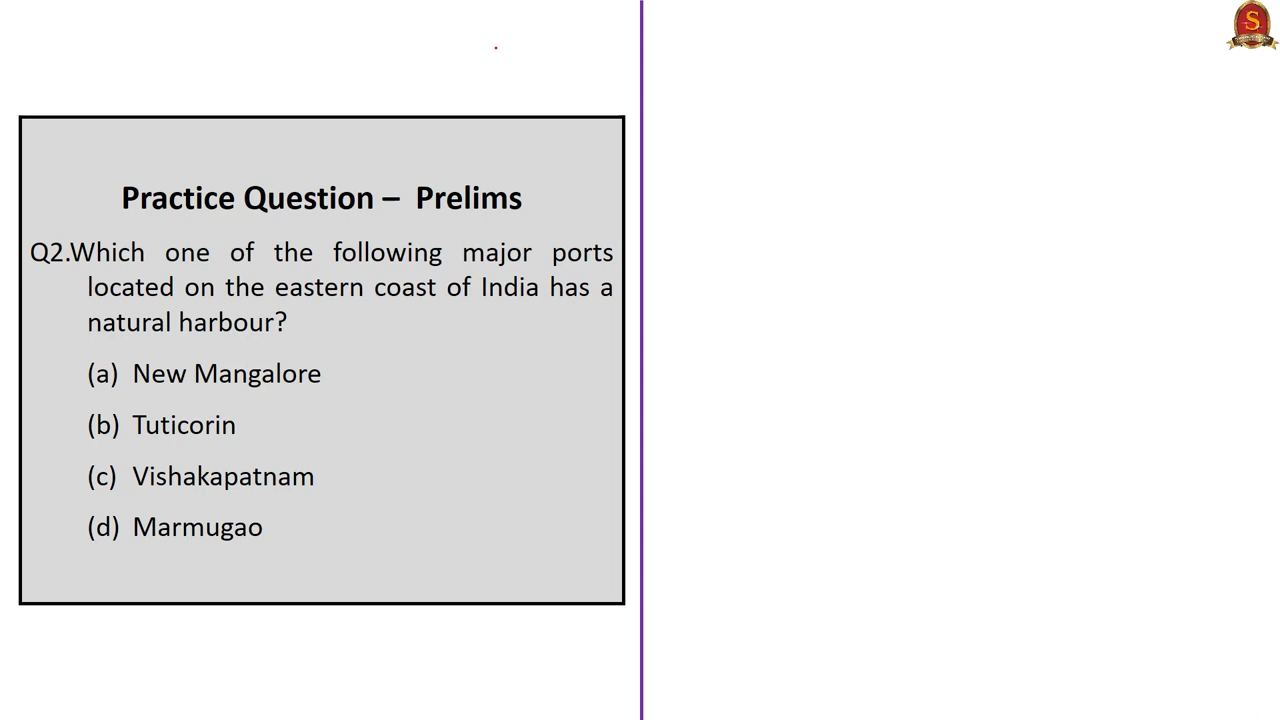 Practice Question – Prelims
Q2.Which one of the following major ports
located on the eastern coast of India has a
natural harbour?
(a) New Mangalore
(b) Tuticorin
(c) Vishakapatnam
(d) Marmugao
S